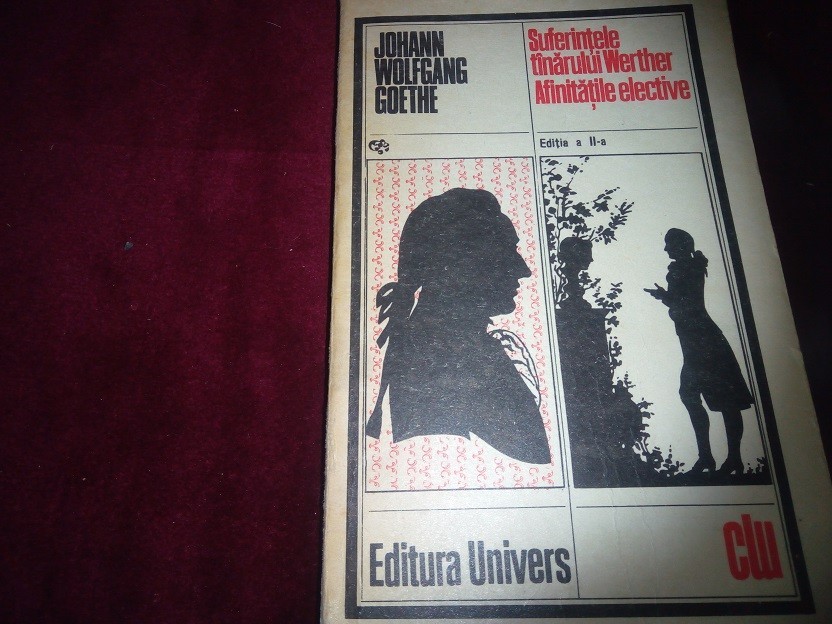 JOHANN
WOLFGANG
GOETHE
Suferințele
tînărului Werther
Afinitățile elective
Ediția a II-a
Editura Univers
clu